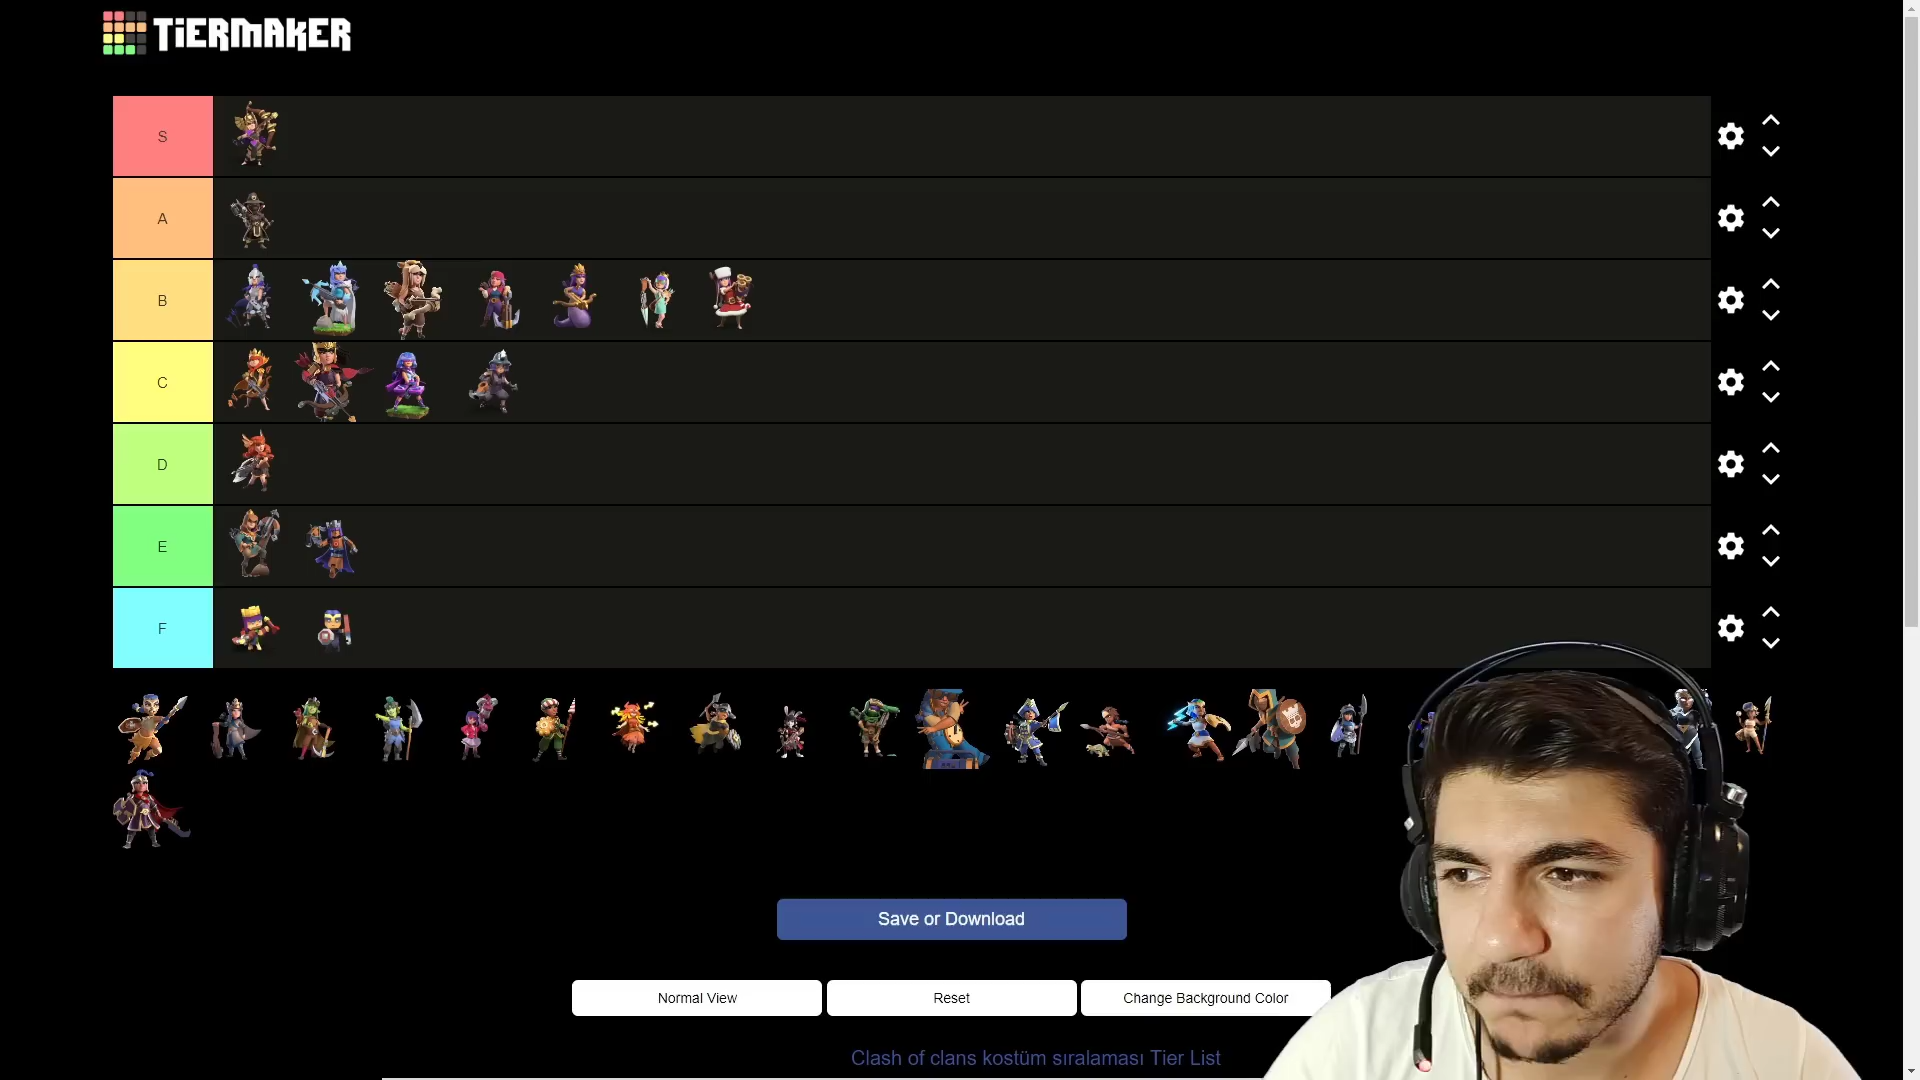 TiERMAKER
S
A
B
C
D
E
F
Save or Download
Normal View
Reset
Change Background Color
Clash of clans kostüm sıralaması Tier List